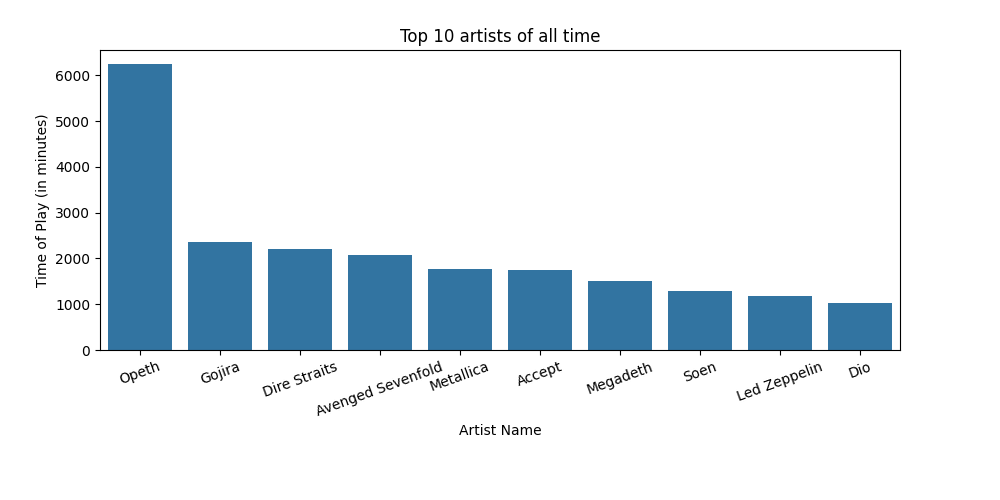 Top 10 artists of all time
Time of Play (in minutes)
6000
5000
4000
3000
2000
1000
0
Opeth
Gojira
Dire Straits
Avenged Sevenfold
Metallica
Accept
Megadeth
Soen
Led Zeppelin
Dio
Artist Name